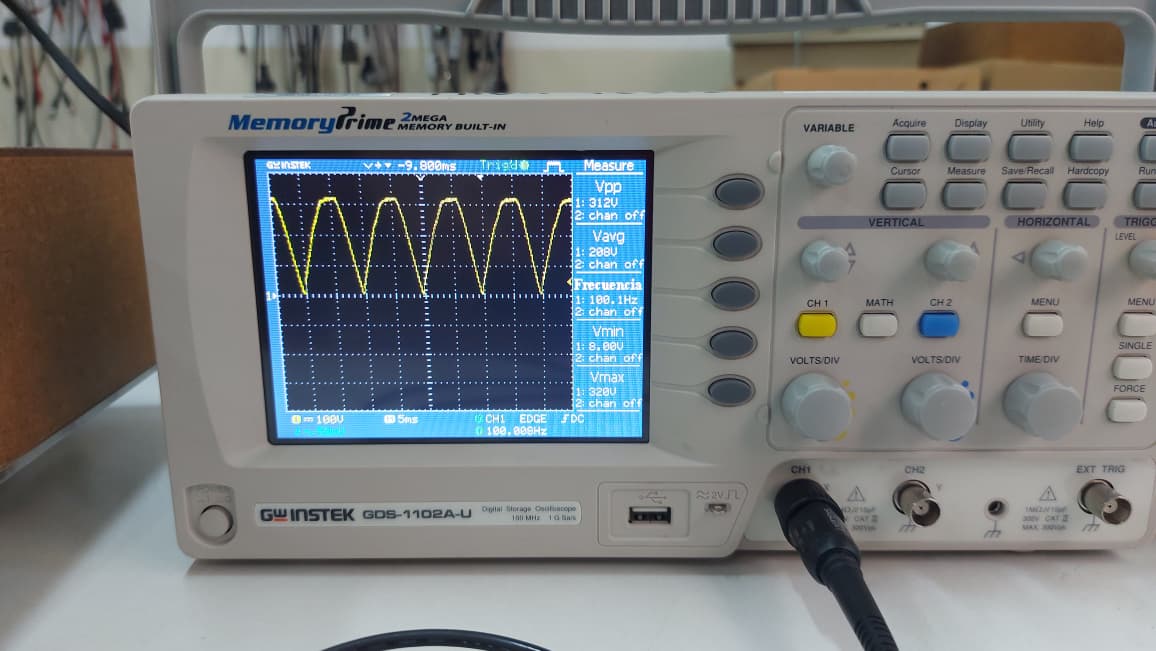 MemoryPrime 2MEGA
MEMORY BUILT-IN
GW INSTEK
-9.800ms
Trig'd
Measure
Vpp
1: 312V
2: chan off
Vavg
1: 208V
2: chan off
Frecuencia
1: 100.1Hz
2: chan off
Vmin
1: 8.00V
2: chan off
Vmax
1: 320V
2: chan off
1
100V
5ms
CH1 EDGE DC
100.008Hz
GW INSTEK GDS-1102A-U
Digital Storage Oscilloscope
100 MHz 1 G Sa/s
2V
VARIABLE
Acquire
Display
Utility
Help
Cursor
Measure
Save/Recall
Hardcopy
VERTICAL
HORIZONTAL
LEVEL
CH 1
MATH
CH 2
MENU
MENU
SINGLE
VOLTS/DIV
VOLTS/DIV
TIME/DIV
FORCE
CH1
CH2
Y
EXT TRIG